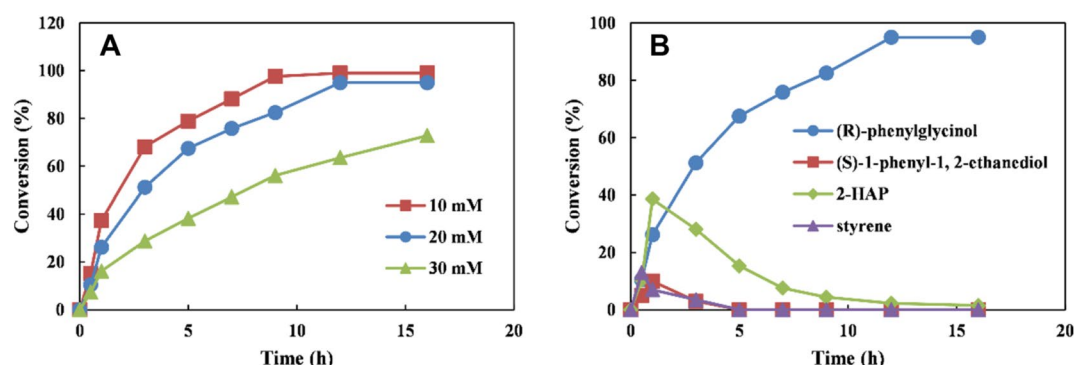 A
Conversion (%)
120
100
80
60
40
20
0
0 5 10 15 20
Time (h)
10 mM
20 mM
30 mM
B
Conversion (%)
100
80
60
40
20
0
0 5 10 15 20
Time (h)
(R)-phenylglycinol
(S)-1-phenyl-1, 2-ethanediol
2-HAP
styrene